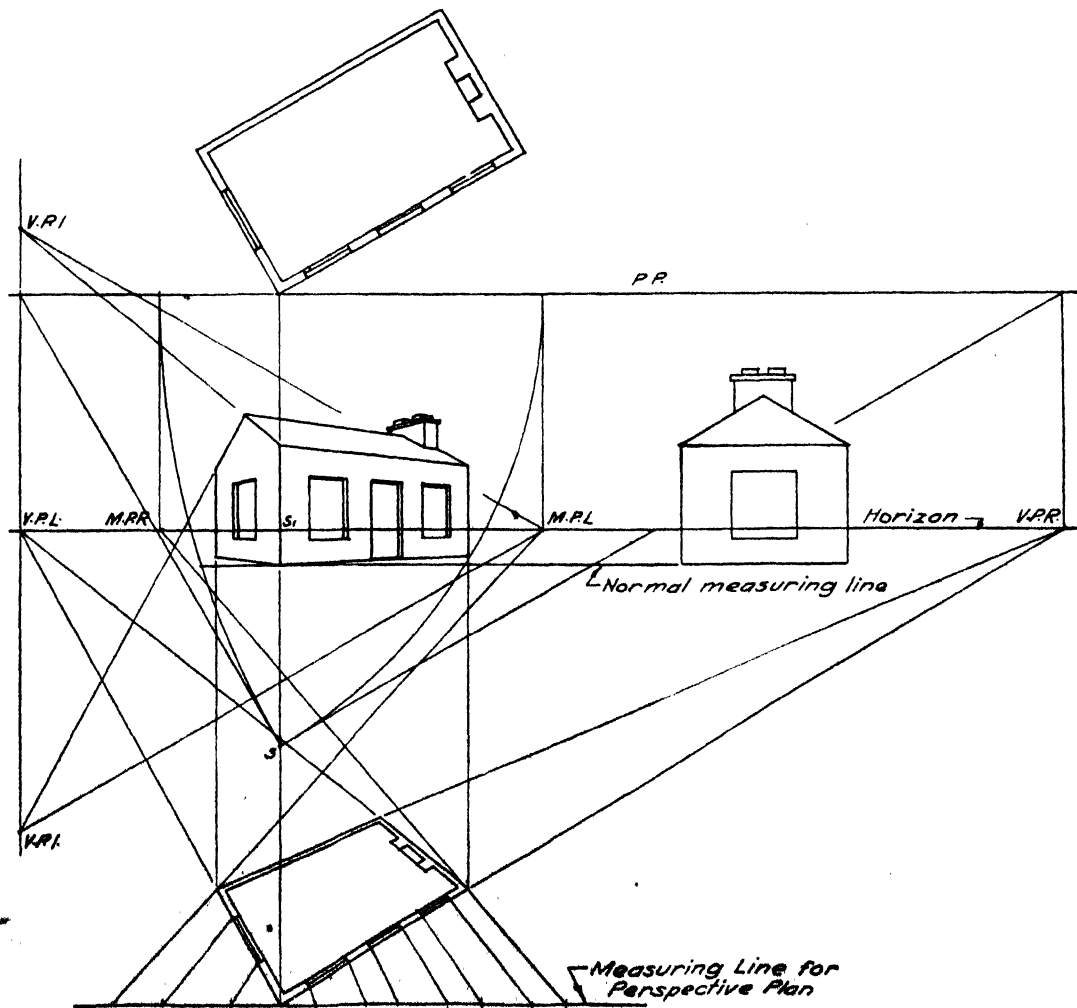 V.P.1
P P.
V.P.L.
M.P.R.
S1
M.P.L
Horizon
V.P.R.
Normal measuring line
S
V.P.1.
Measuring Line for
Perspective Plan